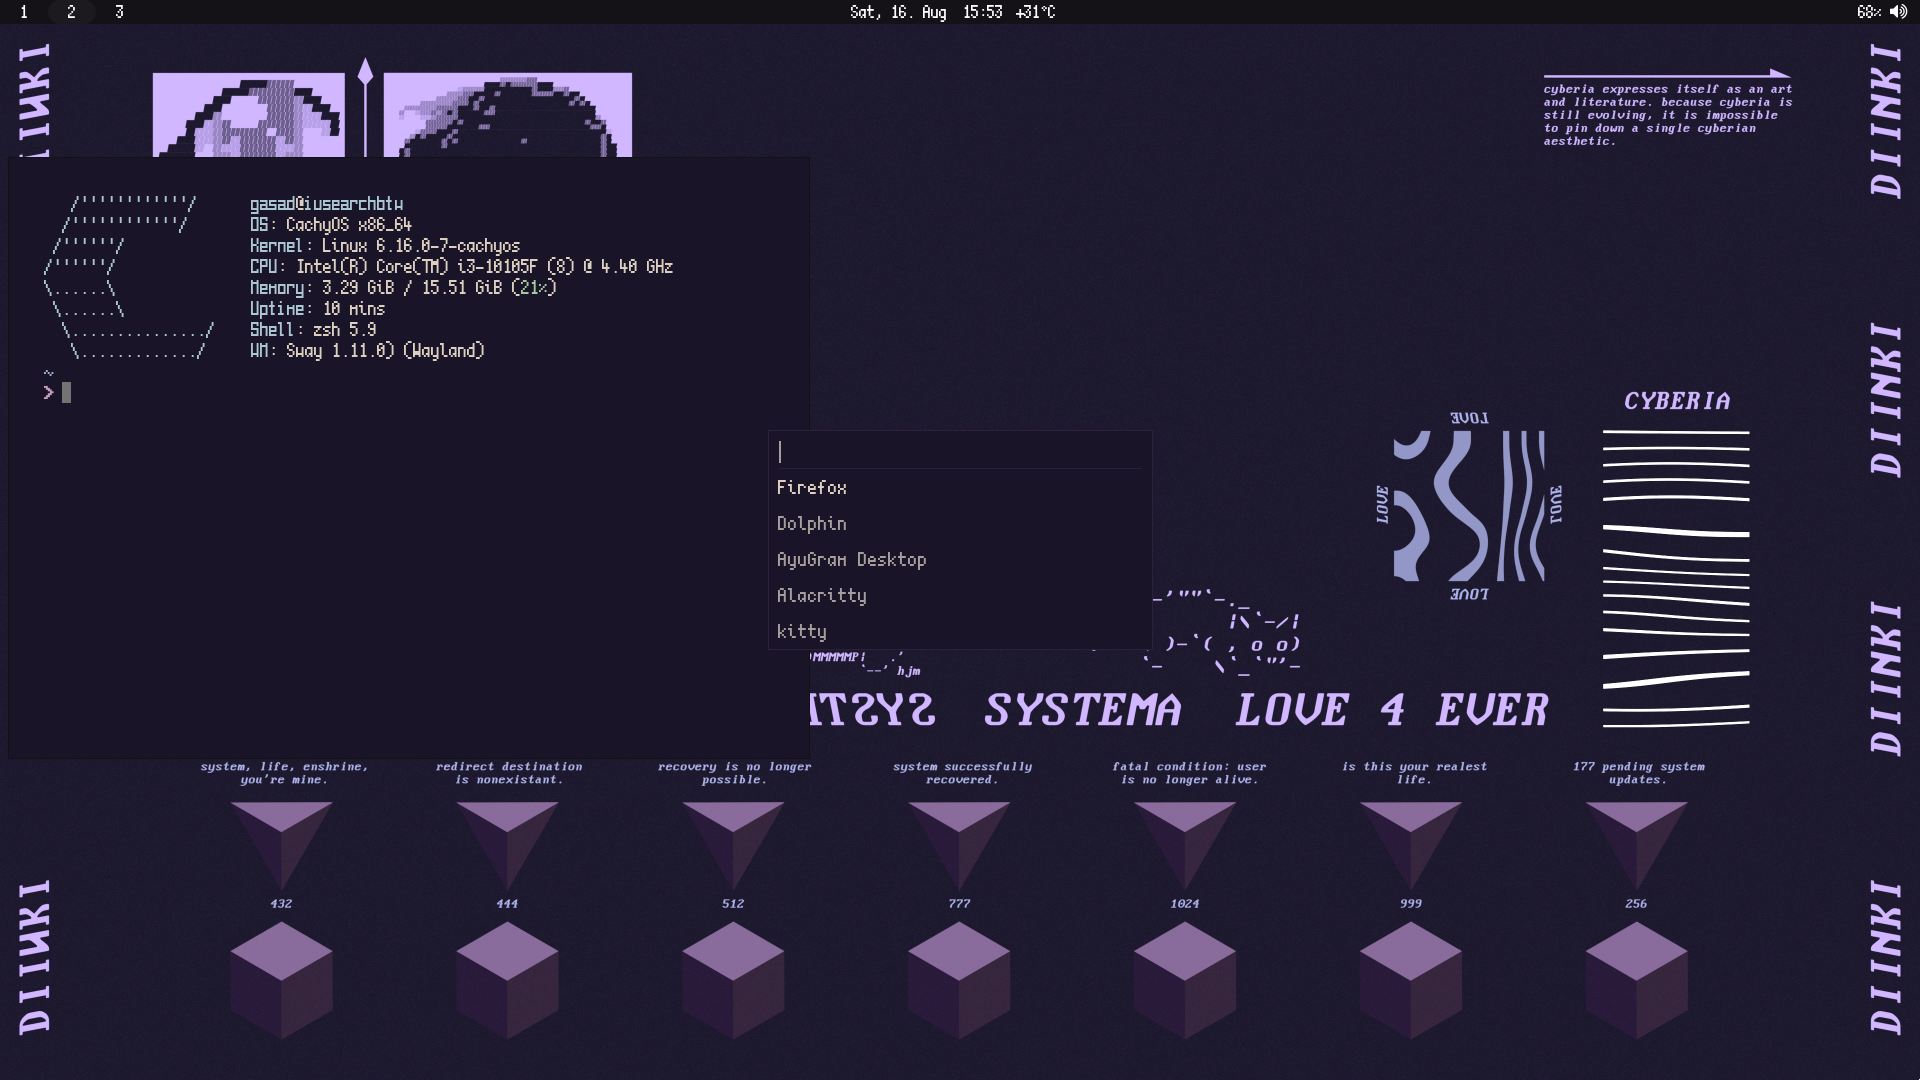 1 2 3
Sat, 16. Aug 15:53 +31°C
68%
DIINKI
DIINKI
cyberia expresses itself as an art
and literature. because cyberia is
still evolving, it is impossible
to pin down a single cyberian
aesthetic.
gasad@iusearchbtw
OS: CachyOS x86_64
Kernel: Linux 6.16.0-7-cachyos
CPU: Intel(R) Core(TM) i3-10105F (8) @ 4.40 GHz
Memory: 3.29 GiB / 15.51 GiB (21%)
Uptime: 10 mins
Shell: zsh 5.9
WM: Sway 1.11.0) (Wayland)
~
>
Firefox
Dolphin
AyuGram Desktop
Alacritty
kitty
DIINKI
CYBERIA
LOVE
LOVE
LOVE
LOVE
hjm
SYSTEMA LOVE 4 EVER
DIINKI
system, life, enshrine,
you're mine.
redirect destination
is nonexistant.
recovery is no longer
possible.
system successfully
recovered.
fatal condition: user
is no longer alive.
is this your realest
life.
177 pending system
updates.
432
444
512
777
1024
999
256
DIINKI
DIINKI